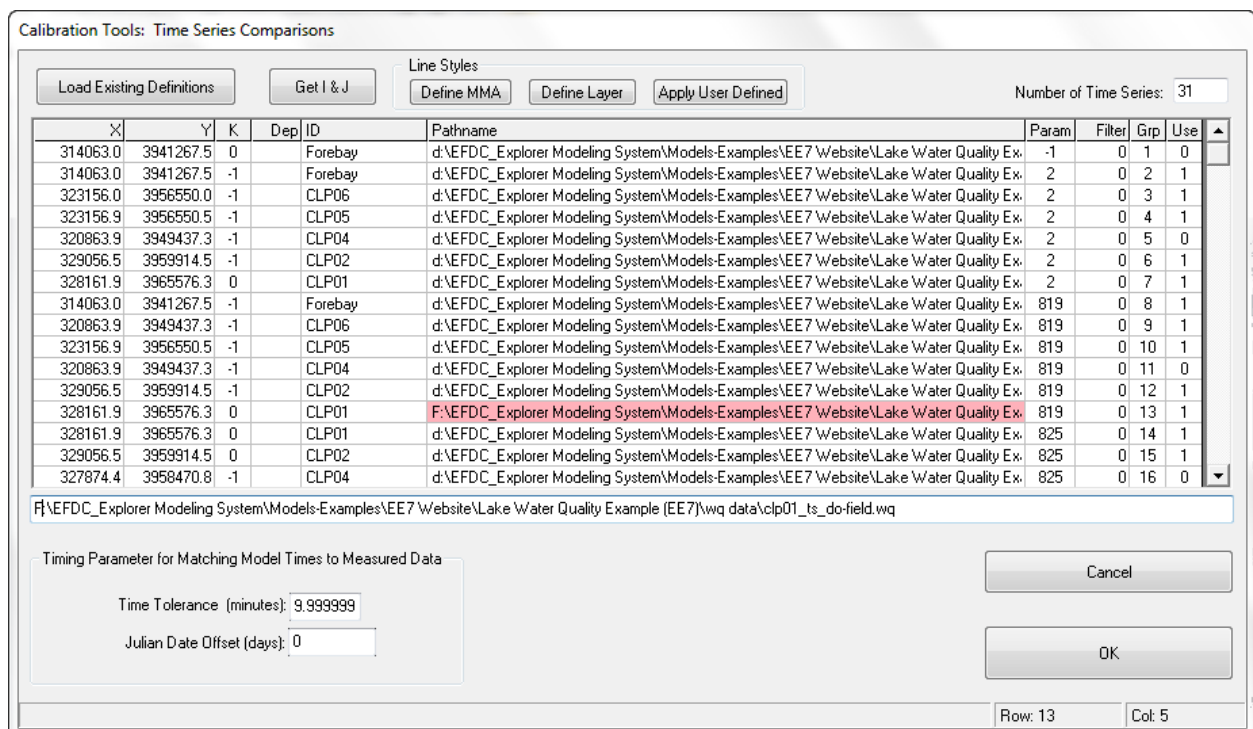 Calibration Tools: Time Series Comparisons
Line Styles
Load Existing Definitions Get I & J Define MMA Define Layer Apply User Defined Number of Time Series: 31
X Y K Dep ID Pathname Param Filter Grp Use
314063.0 3941267.5 0 Forebay d:\EFDC_Explorer Modeling System\Models-Examples\EE7 Website\Lake Water Quality Ex. -1 0 1 0
314063.0 3941267.5 -1 Forebay d:\EFDC_Explorer Modeling System\Models-Examples\EE7 Website\Lake Water Quality Ex. 2 0 2 1
323156.0 3956550.0 -1 CLP06 d:\EFDC_Explorer Modeling System\Models-Examples\EE7 Website\Lake Water Quality Ex. 2 0 3 1
323156.9 3956550.5 -1 CLP05 d:\EFDC_Explorer Modeling System\Models-Examples\EE7 Website\Lake Water Quality Ex. 2 0 4 1
320863.9 3949437.3 -1 CLP04 d:\EFDC_Explorer Modeling System\Models-Examples\EE7 Website\Lake Water Quality Ex. 2 0 5 0
329056.5 3959914.5 -1 CLP02 d:\EFDC_Explorer Modeling System\Models-Examples\EE7 Website\Lake Water Quality Ex. 2 0 6 1
328161.9 3965576.3 0 CLP01 d:\EFDC_Explorer Modeling System\Models-Examples\EE7 Website\Lake Water Quality Ex. 2 0 7 1
314063.0 3941267.5 -1 Forebay d:\EFDC_Explorer Modeling System\Models-Examples\EE7 Website\Lake Water Quality Ex. 819 0 8 1
320863.9 3949437.3 -1 CLP06 d:\EFDC_Explorer Modeling System\Models-Examples\EE7 Website\Lake Water Quality Ex. 819 0 9 1
323156.9 3956550.5 -1 CLP05 d:\EFDC_Explorer Modeling System\Models-Examples\EE7 Website\Lake Water Quality Ex. 819 0 10 1
320863.9 3949437.3 -1 CLP04 d:\EFDC_Explorer Modeling System\Models-Examples\EE7 Website\Lake Water Quality Ex. 819 0 11 0
329056.5 3959914.5 -1 CLP02 d:\EFDC_Explorer Modeling System\Models-Examples\EE7 Website\Lake Water Quality Ex. 819 0 12 1
328161.9 3965576.3 0 CLP01 F:\EFDC_Explorer Modeling System\Models-Examples\EE7 Website\Lake Water Quality Ex. 819 0 13 1
328161.9 3965576.3 0 CLP01 d:\EFDC_Explorer Modeling System\Models-Examples\EE7 Website\Lake Water Quality Ex. 825 0 14 1
329056.5 3959914.5 0 CLP02 d:\EFDC_Explorer Modeling System\Models-Examples\EE7 Website\Lake Water Quality Ex. 825 0 15 1
327874.4 3958470.8 -1 CLP04 d:\EFDC_Explorer Modeling System\Models-Examples\EE7 Website\Lake Water Quality Ex. 825 0 16 0
F:\EFDC_Explorer Modeling System\Models-Examples\EE7 Website\Lake Water Quality Example (EE7)\wq data\clp01_ts_do-field.wq
Timing Parameter for Matching Model Times to Measured Data
Time Tolerance (minutes): 9.999999
Julian Date Offset (days): 0
Cancel
OK
Row: 13 Col: 5